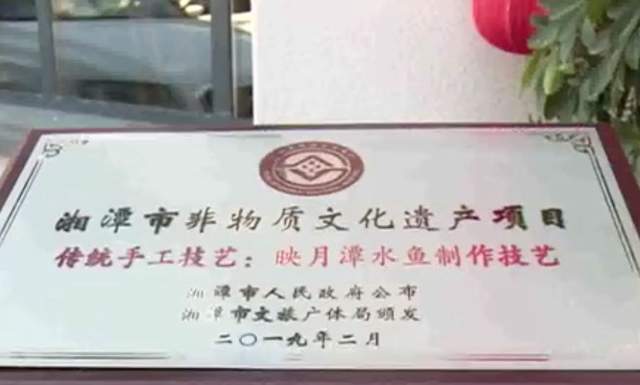 湘潭市非物质文化遗产项目
传统手工技艺：映月潭水鱼制作技艺
湘潭市人民政府公布
湘潭市文旅广体局颁发
二〇一九年二月